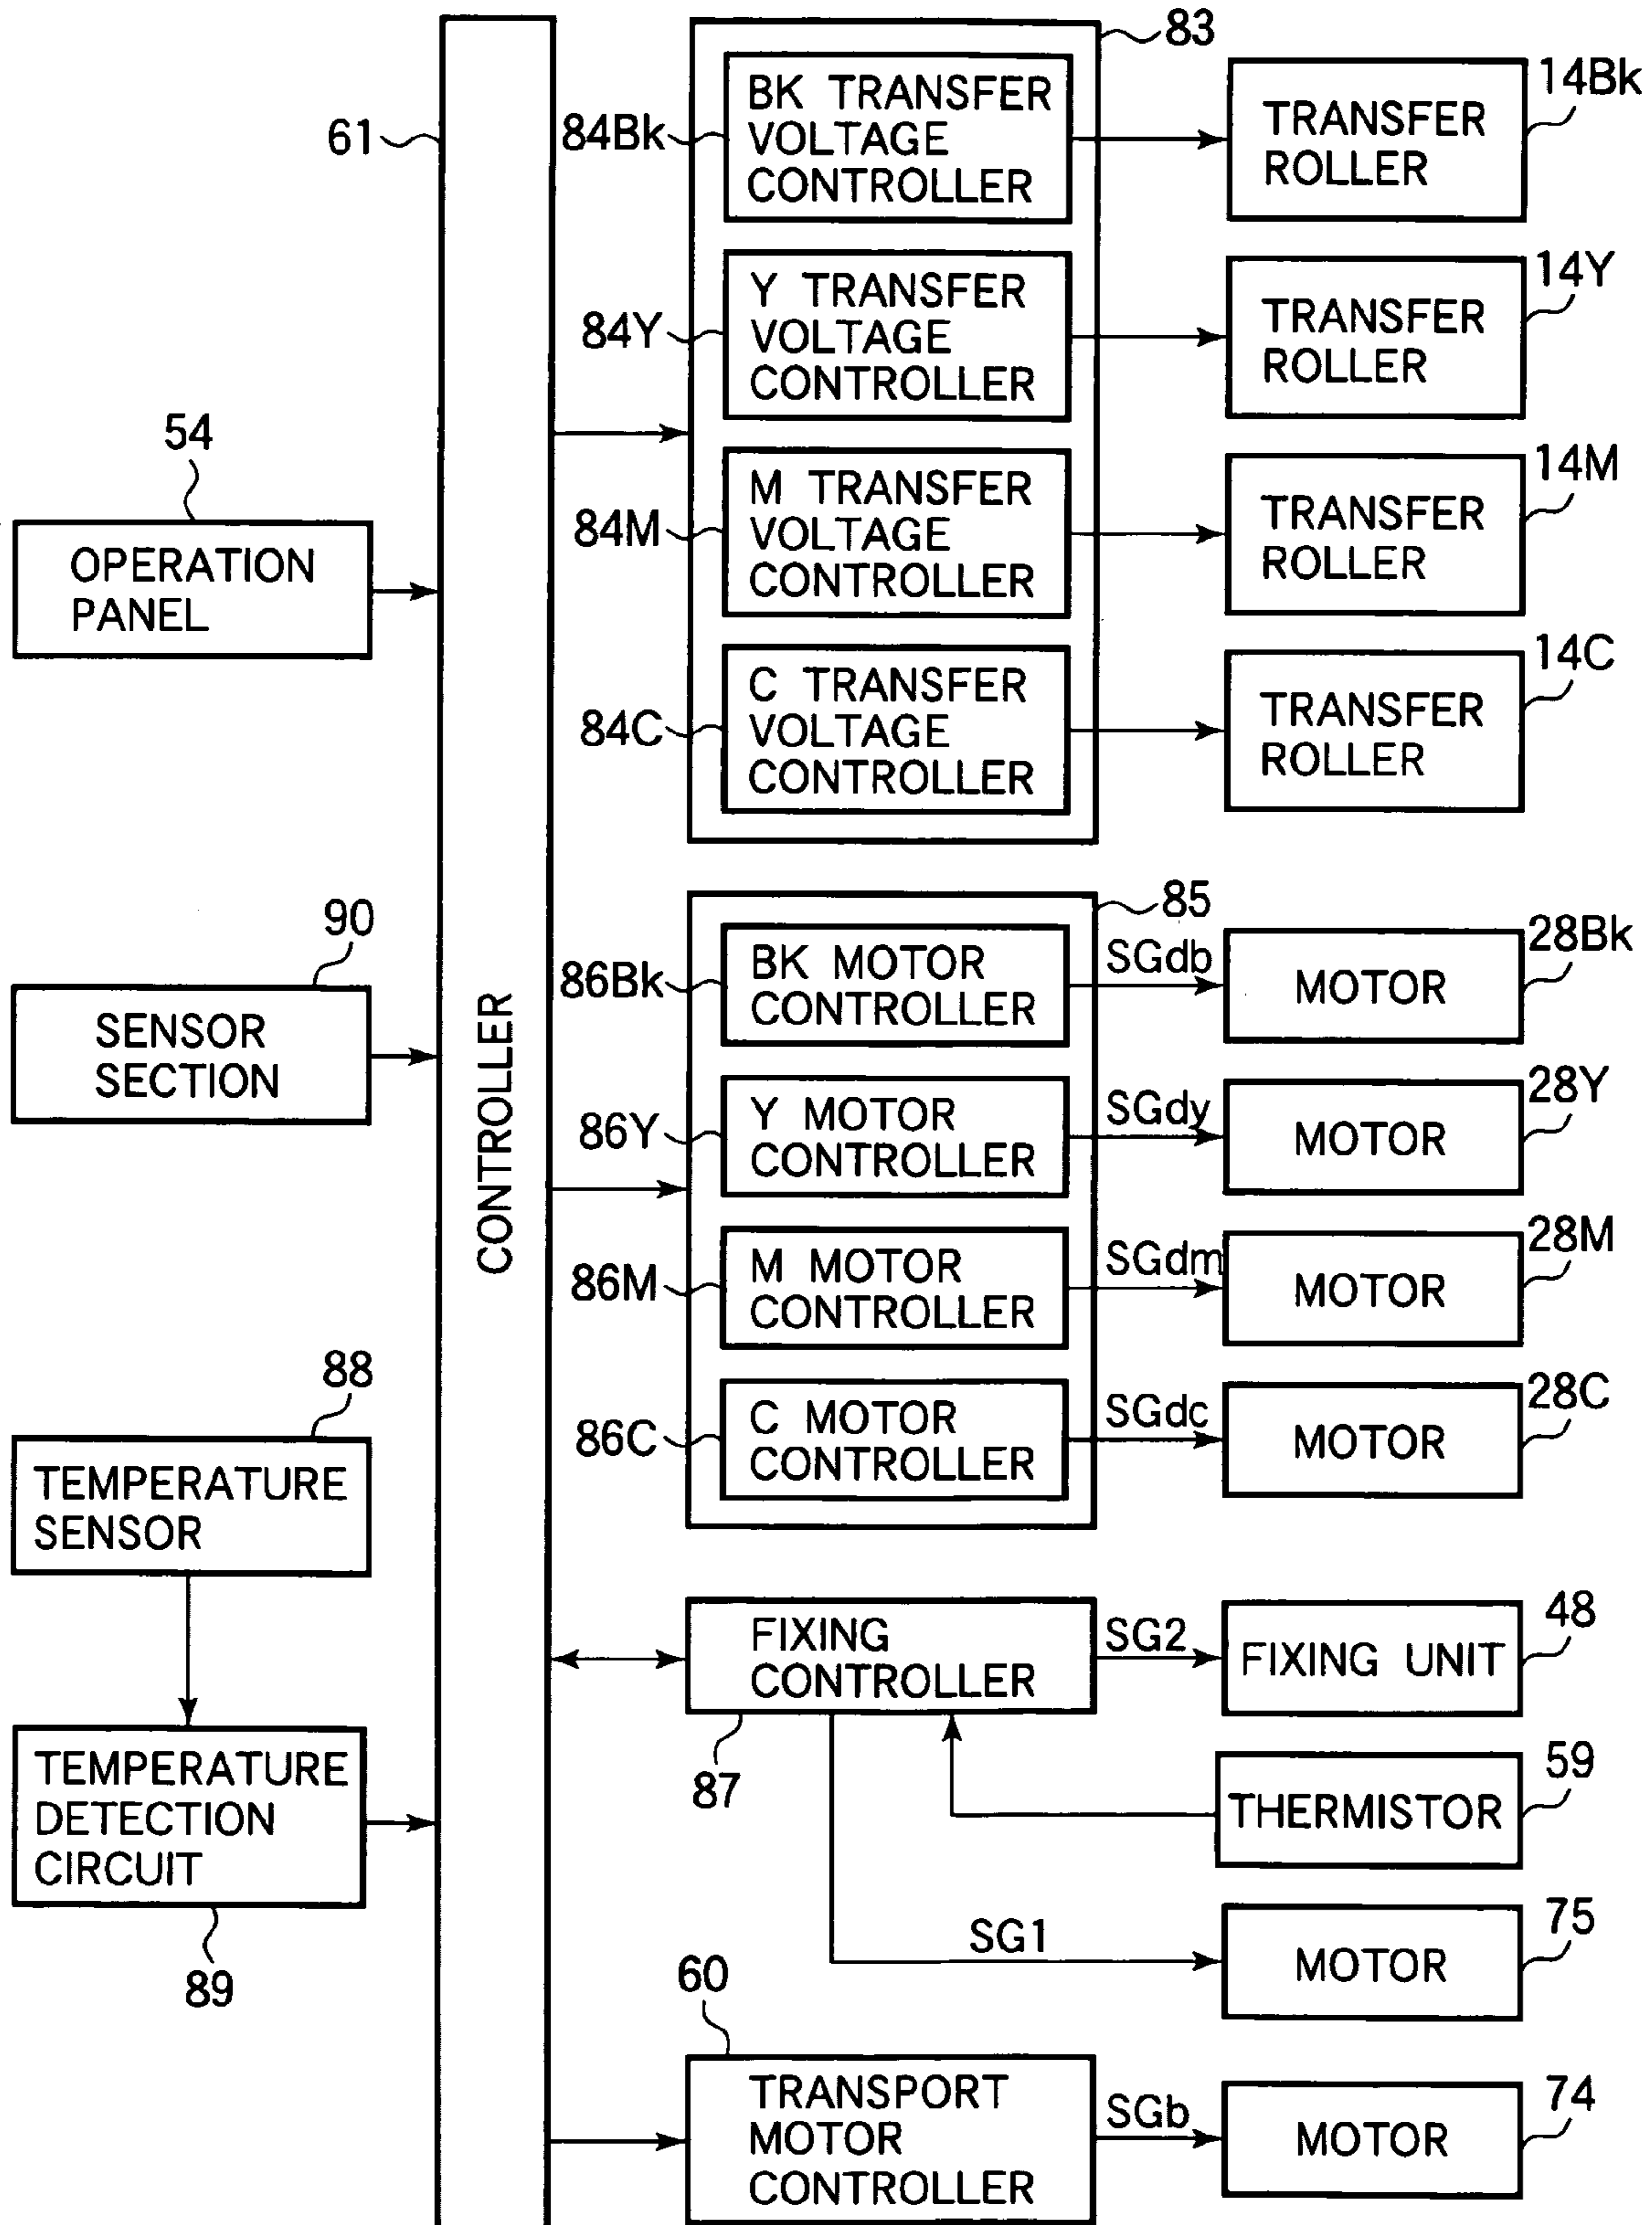 83
BK TRANSFER
VOLTAGE
CONTROLLER
84Bk
TRANSFER
ROLLER
14Bk
61
Y TRANSFER
VOLTAGE
CONTROLLER
84Y
TRANSFER
ROLLER
14Y
M TRANSFER
VOLTAGE
CONTROLLER
84M
TRANSFER
ROLLER
14M
C TRANSFER
VOLTAGE
CONTROLLER
84C
TRANSFER
ROLLER
14C
54
OPERATION
PANEL
90
SENSOR
SECTION
88
TEMPERATURE
SENSOR
TEMPERATURE
DETECTION
CIRCUIT
89
CONTROLLER
85
BK MOTOR
CONTROLLER
86Bk
SGdb
MOTOR
28Bk
Y MOTOR
CONTROLLER
86Y
SGdy
MOTOR
28Y
M MOTOR
CONTROLLER
86M
SGdm
MOTOR
28M
C MOTOR
CONTROLLER
86C
SGdc
MOTOR
28C
FIXING
CONTROLLER
87
SG2
FIXING UNIT
48
THERMISTOR
59
SG1
MOTOR
75
60
TRANSPORT
MOTOR
CONTROLLER
SGb
MOTOR
74